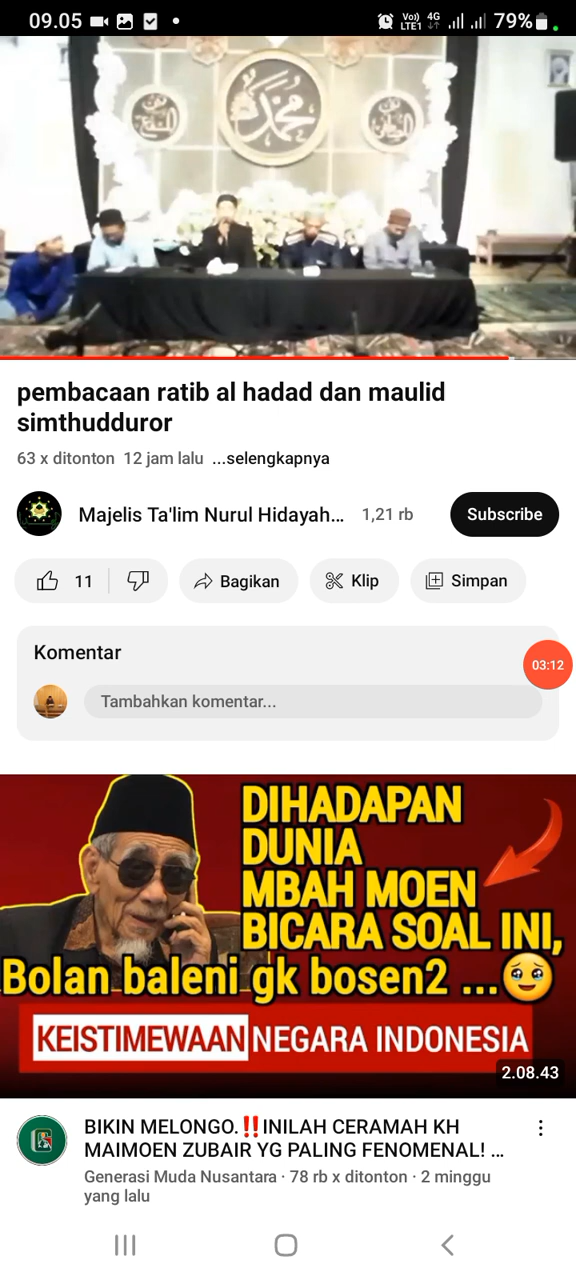 09.05
Vo)) 4G
LTE1
79%
محمد
pembacaan ratib al hadad dan maulid
simthudduror
63 x ditonton 12 jam lalu ...selengkapnya
Majelis Ta'lim Nurul Hidayah... 1,21 rb Subscribe
11 Bagikan Klip Simpan
Komentar
03:12
Tambahkan komentar...
DIHADAPAN
DUNIA
MBAH MOEN
BICARA SOAL INI,
Bolan baleni gk bosen2 ...🥹
KEISTIMEWAAN NEGARA INDONESIA
2.08.43
BIKIN MELONGO.‼️INILAH CERAMAH KH
MAIMOEN ZUBAIR YG PALING FENOMENAL! ...
Generasi Muda Nusantara · 78 rb x ditonton · 2 minggu
yang lalu